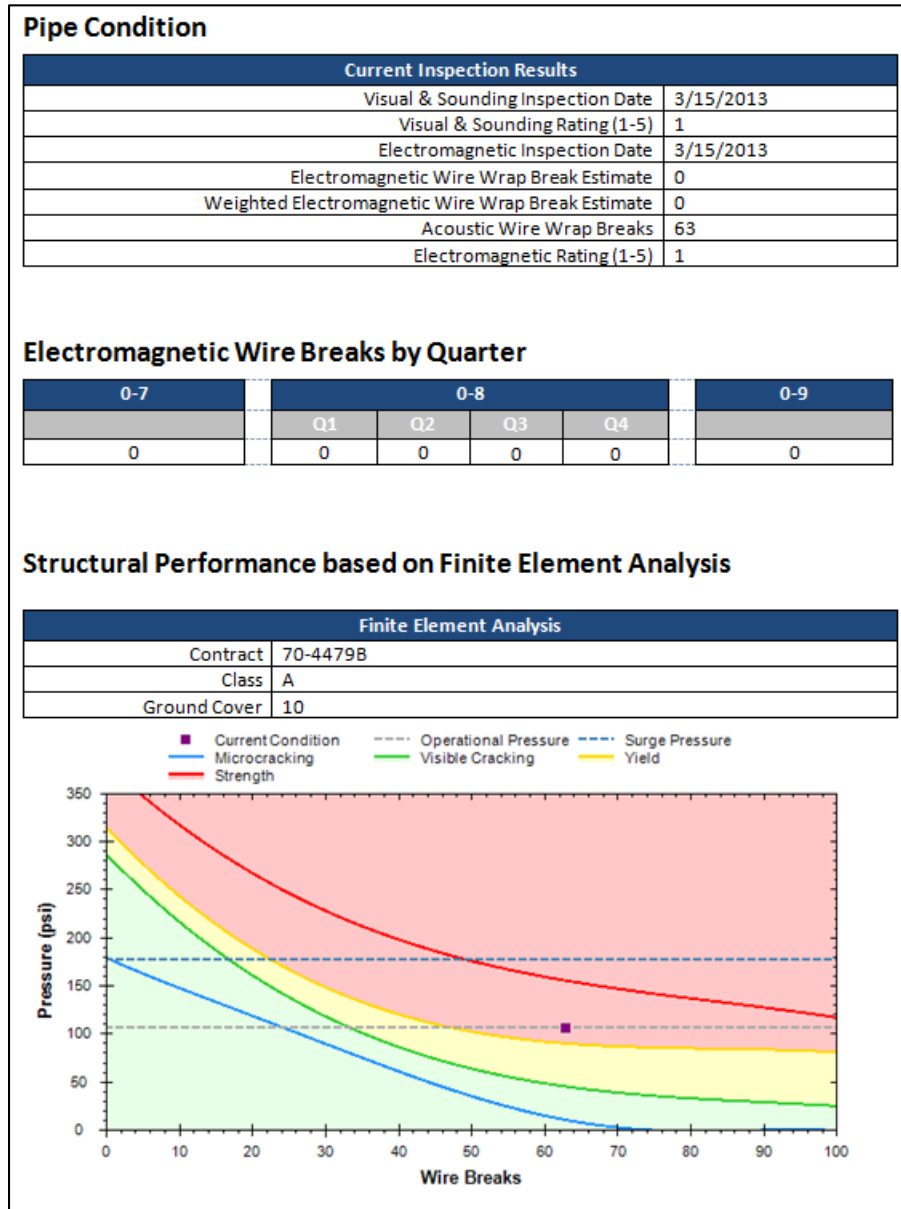 Pipe Condition
Current Inspection Results
Visual & Sounding Inspection Date 3/15/2013
Visual & Sounding Rating (1-5) 1
Electromagnetic Inspection Date 3/15/2013
Electromagnetic Wire Wrap Break Estimate 0
Weighted Electromagnetic Wire Wrap Break Estimate 0
Acoustic Wire Wrap Breaks 63
Electromagnetic Rating (1-5) 1
Electromagnetic Wire Breaks by Quarter
0-7 0-8 0-9
Q1 Q2 Q3 Q4
0 0 0 0 0 0
Structural Performance based on Finite Element Analysis
Finite Element Analysis
Contract 70-4479B
Class A
Ground Cover 10
Current Condition Operational Pressure Surge Pressure
Microcracking Visible Cracking Yield
Strength
350
300
250
200
150
100
50
0
Pressure (psi)
0 10 20 30 40 50 60 70 80 90 100
Wire Breaks